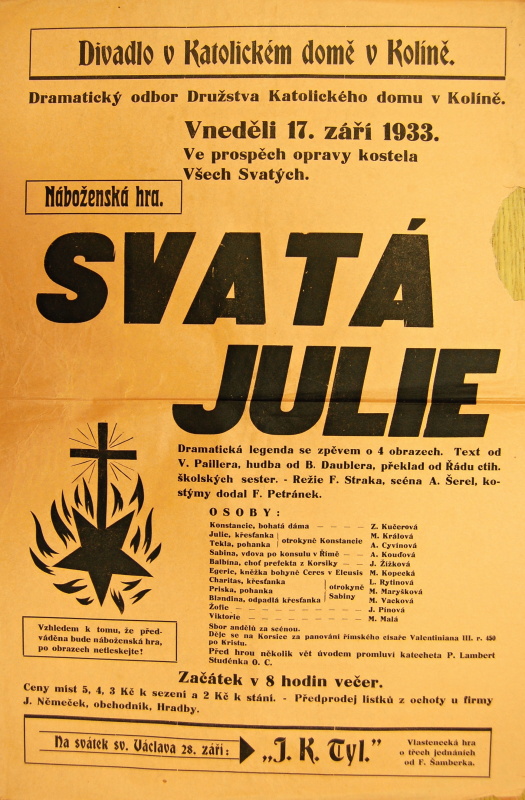 Divadlo v Katolickém domě v Kolíně.
Dramatický odbor Družstva Katolického domu v Kolíně.
Vneděli 17. září 1933.
Ve prospěch opravy kostela
Všech Svatých.
Náboženská hra.
SVATÁ
JULIE
Dramatická legenda se zpěvem o 4 obrazech. Text od
V. Paillera, hudba od B. Daublera, překlad od Řádu ctih.
školských sester. - Režie F. Straka, scéna A. Šerel, ko-
stýmy dodal F. Petránek.
OSOBY:
Konstancie, bohatá dáma — — — — Z. Kučerová
Julie, křesťanka otrokyně Konstancie M. Králová
Tekla, pohanka A. Cyvínová
Sabina, vdova po konsulu v Římě — — A. Kouďová
Balbina, choť prefekta z Korsiky — J. Žížková
Egerie, kněžka bohyně Ceres v Eleusis M. Kopecká
Charitas, křesťanka L. Rytinová
Priska, pohanka otrokyně Sabiny M. Maryšková
Blandina, odpadlá křesťanka M. Vacková
Žofie — — — — J. Pínová
Viktorie — — — — M. Malá
Sbor andělů za scénou.
Děje se na Korsice za panování římského císaře Valentiniana III. r. 450
po Kristu.
Před hrou několik vět úvodem promluví katecheta P. Lambert
Studénka O. C.
Vzhledem k tomu, že před-
váděna bude náboženská hra,
po obrazech netleskejte!
Začátek v 8 hodin večer.
Ceny míst 5, 4, 3 Kč k sezení a 2 Kč k stání. - Předprodej lístků z ochoty u firmy
J. Němeček, obchodník, Hradby.
Na svátek sv. Václava 28. září: „J. K. Tyl.”
Vlastenecká hra
o třech jednáních
od F. Šamberka.